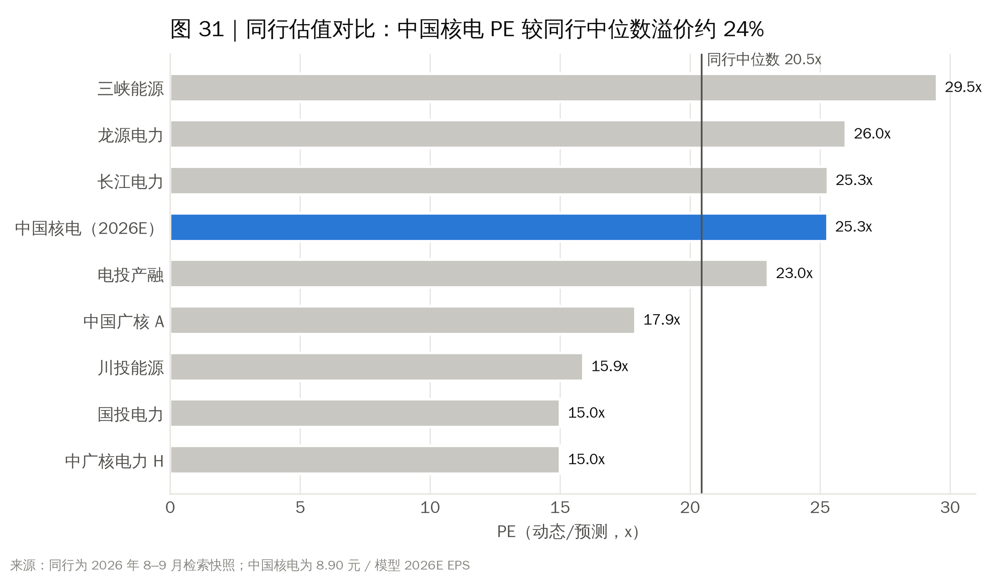 图 31｜同行估值对比：中国核电 PE 较同行中位数溢价约 24%
同行中位数 20.5x
三峡能源 29.5x
龙源电力 26.0x
长江电力 25.3x
中国核电（2026E） 25.3x
电投产融 23.0x
中国广核 A 17.9x
川投能源 15.9x
国投电力 15.0x
中广核电力 H 15.0x
0 5 10 15 20 25 30
PE（动态/预测，x）
来源：同行为 2026 年 8–9 月检索快照；中国核电为 8.90 元 / 模型 2026E EPS